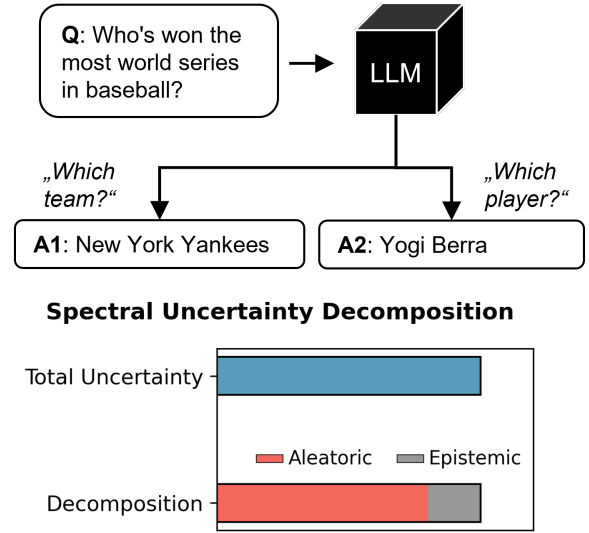 Q: Who's won the
most world series
in baseball?
LLM
„Which
team?“
„Which
player?“
A1: New York Yankees
A2: Yogi Berra
Spectral Uncertainty Decomposition
Total Uncertainty
Aleatoric
Epistemic
Decomposition